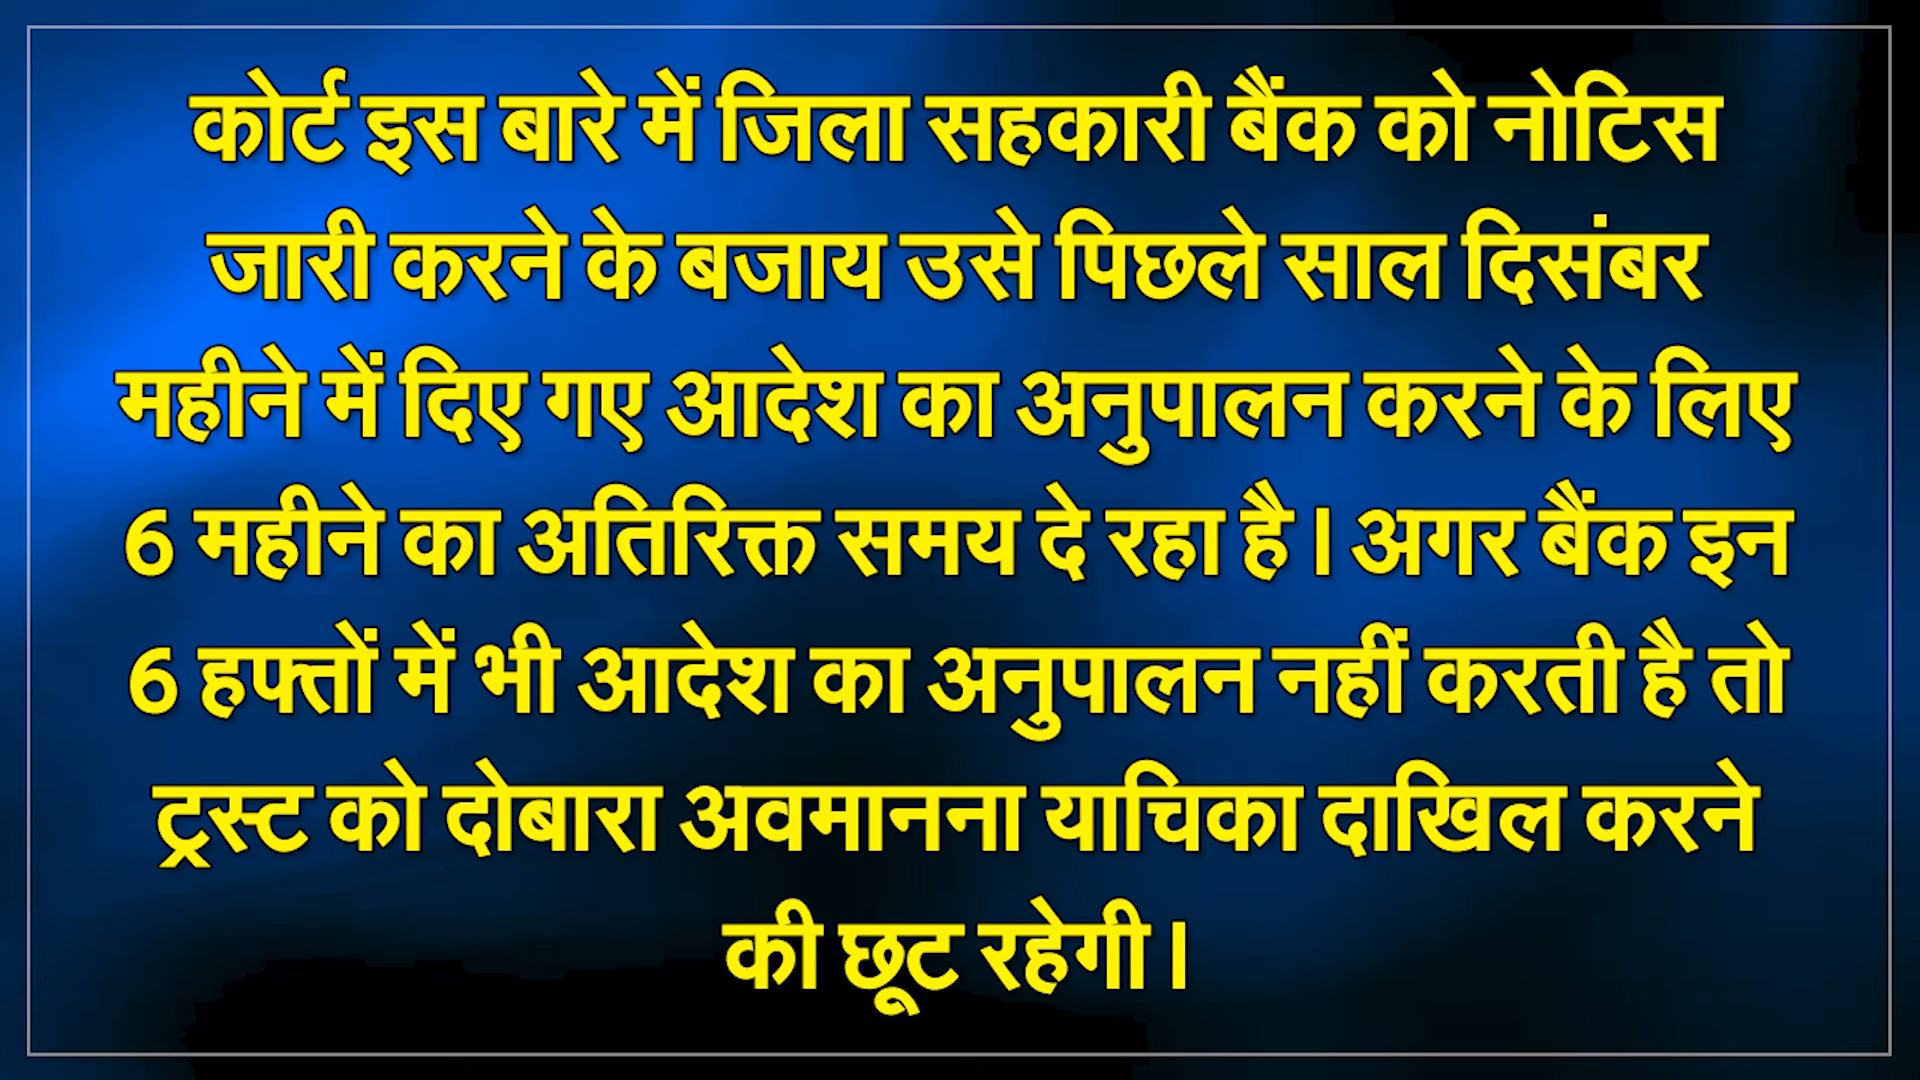 कोर्ट इस बारे में जिला सहकारी बैंक को नोटिस
जारी करने के बजाय उसे पिछले साल दिसंबर
महीने में दिए गए आदेश का अनुपालन करने के लिए
6 महीने का अतिरिक्त समय दे रहा है। अगर बैंक इन
6 हफ्तों में भी आदेश का अनुपालन नहीं करती है तो
ट्रस्ट को दोबारा अवमानना याचिका दाखिल करने
की छूट रहेगी।